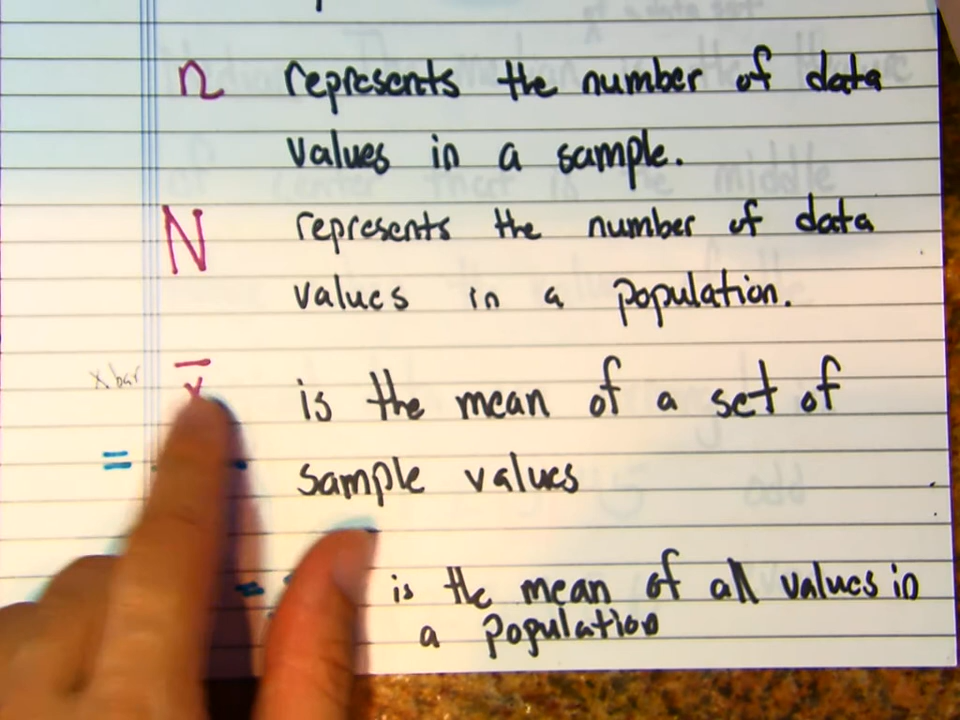 n represents the number of data
values in a sample.
N represents the number of data
values in a population.
x bar x̄ is the mean of a set of
= sample values
= is the mean of all values in
a population